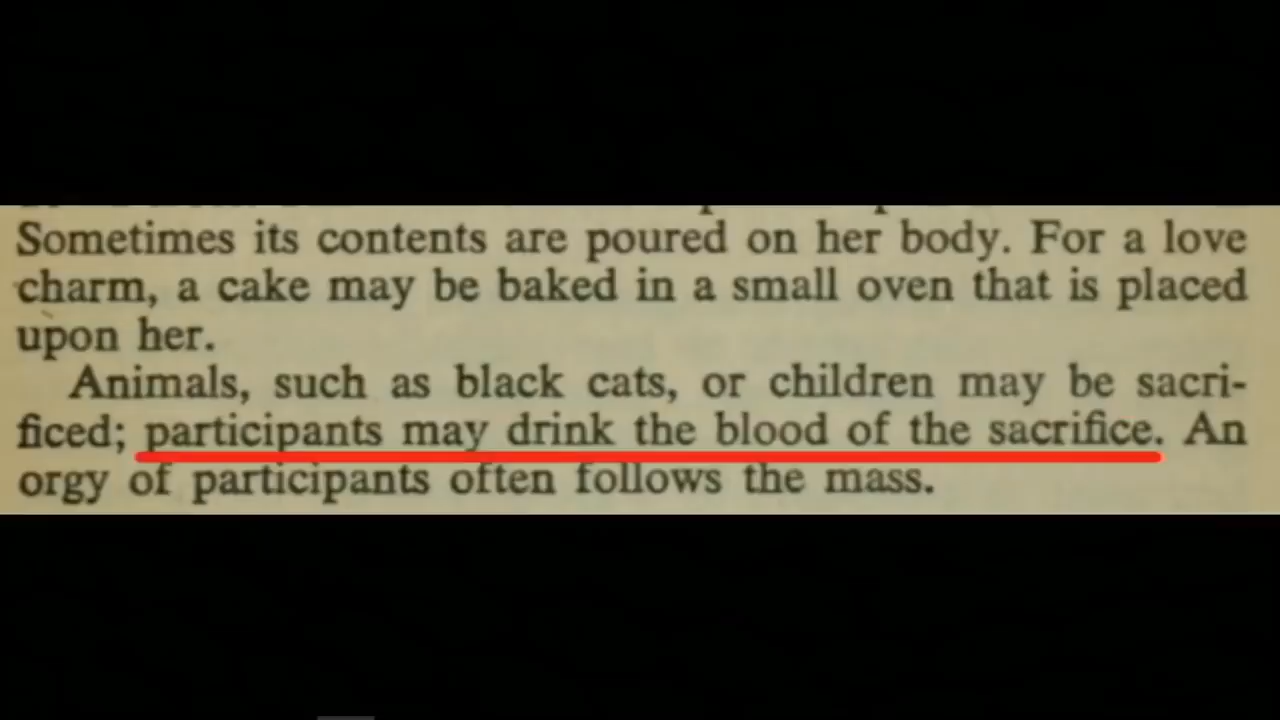 Sometimes its contents are poured on her body. For a love
charm, a cake may be baked in a small oven that is placed
upon her.
Animals, such as black cats, or children may be sacri-
ficed; participants may drink the blood of the sacrifice. An
orgy of participants often follows the mass.